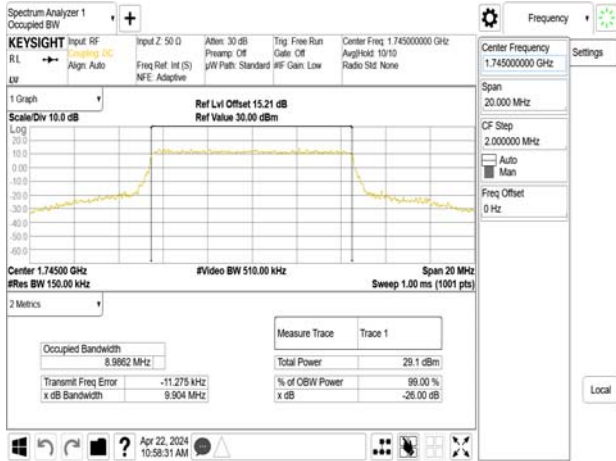 Spectrum Analyzer 1
Occupied BW
Frequency
KEYSIGHT
RL
Input: RF
Coupling: DC
Align: Auto
Input Z: 50 Ω
Freq Ref: Int (S)
NFE: Adaptive
Atten: 30 dB
Preamp: Off
µW Path: Standard
Trig: Free Run
Gate: Off
#IF Gain: Low
Center Freq: 1.745000000 GHz
Avg|Hold: 10/10
Radio Std: None
Center Frequency
1.745000000 GHz
Settings
Span
20.000 MHz
CF Step
2.000000 MHz
Auto
Man
Freq Offset
0 Hz
Local
1 Graph
Scale/Div 10.0 dB
Ref Lvl Offset 15.21 dB
Ref Value 30.00 dBm
Log
20.0
10.0
0.00
-10.0
-20.0
-30.0
-40.0
-50.0
-60.0
Center 1.74500 GHz
#Video BW 510.00 kHz
Span 20 MHz
#Res BW 150.00 kHz
Sweep 1.00 ms (1001 pts)
2 Metrics
Measure Trace
Trace 1
Occupied Bandwidth
8.9862 MHz
Total Power
29.1 dBm
Transmit Freq Error
-11.275 kHz
% of OBW Power
99.00 %
x dB Bandwidth
9.904 MHz
x dB
-26.00 dB
Apr 22, 2024
10:58:31 AM